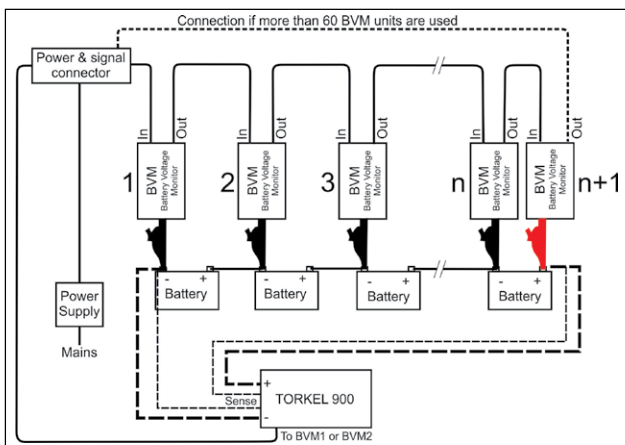 Connection if more than 60 BVM units are used
Power & signal
connector
In
Out
In
Out
In
Out
In
Out
In
Out
1
BVM
Battery Voltage
Monitor
2
BVM
Battery Voltage
Monitor
3
BVM
Battery Voltage
Monitor
n
BVM
Battery Voltage
Monitor
BVM
Battery Voltage
Monitor
n+1
- +
Battery
- +
Battery
- +
Battery
- +
Battery
Power
Supply
Mains
+
Sense
-
TORKEL 900
To BVM1 or BVM2